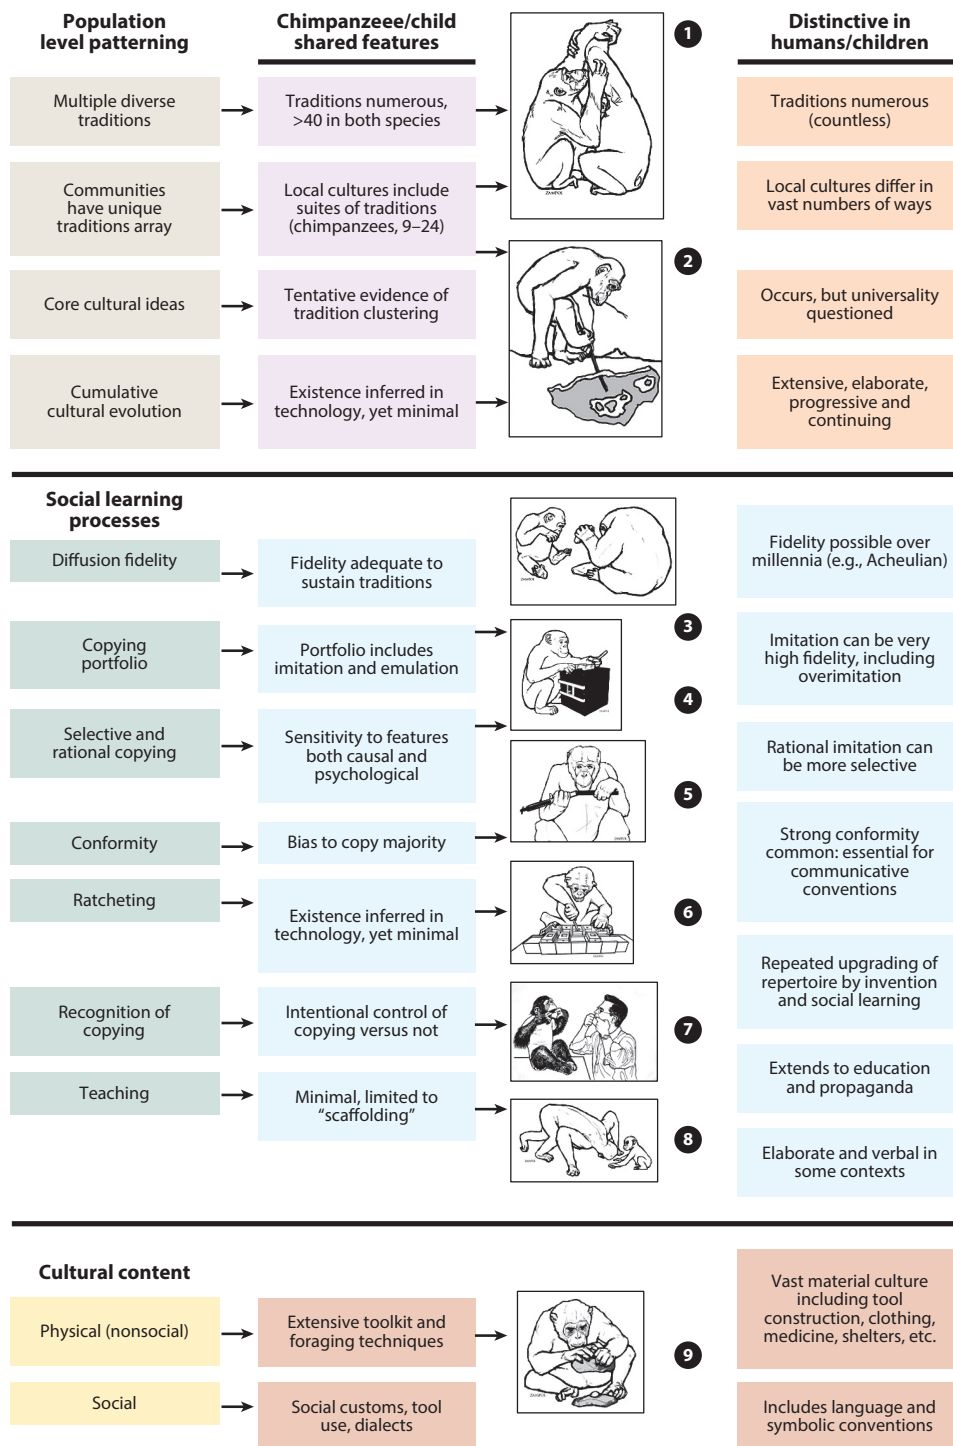 Population
level patterning
Chimpanzeee/child
shared features
1
Distinctive in
humans/children
Multiple diverse
traditions
Traditions numerous,
>40 in both species
Traditions numerous
(countless)
ZAMPOL
Communities
have unique
traditions array
Local cultures include
suites of traditions
(chimpanzees, 9–24)
Local cultures differ in
vast numbers of ways
2
Core cultural ideas
Tentative evidence of
tradition clustering
Occurs, but universality
questioned
Cumulative
cultural evolution
Existence inferred in
technology, yet minimal
Extensive, elaborate,
progressive and
continuing
ZAMPOL
Social learning
processes
Diffusion fidelity
Fidelity adequate to
sustain traditions
Fidelity possible over
millennia (e.g., Acheulian)
ZAMPOL
3
Copying
portfolio
Portfolio includes
imitation and emulation
Imitation can be very
high fidelity, including
overimitation
4
ZAMPOL
Selective and
rational copying
Sensitivity to features
both causal and
psychological
Rational imitation can
be more selective
5
Conformity
Bias to copy majority
ZAMPOL
Strong conformity
common: essential for
communicative
conventions
Ratcheting
Existence inferred in
technology, yet minimal
6
ZAMPOL
Repeated upgrading of
repertoire by invention
and social learning
Recognition of
copying
Intentional control of
copying versus not
7
Extends to education
and propaganda
Teaching
Minimal, limited to
“scaffolding”
8
ZAMPOL
Elaborate and verbal in
some contexts
Cultural content
Physical (nonsocial)
Extensive toolkit and
foraging techniques
9
Vast material culture
including tool
construction, clothing,
medicine, shelters, etc.
ZAMPOL
Social
Social customs, tool
use, dialects
Includes language and
symbolic conventions